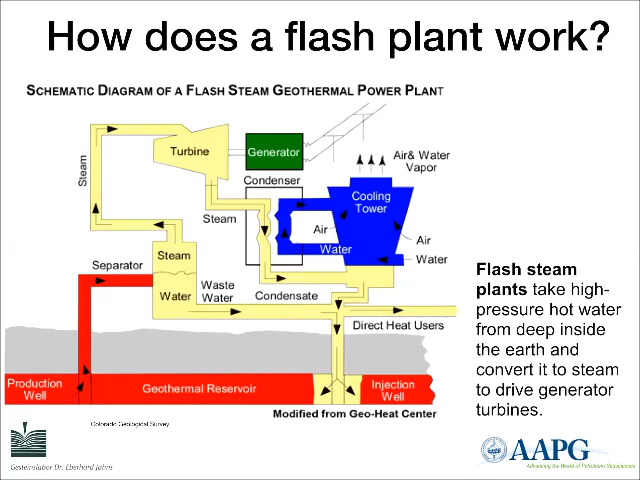 How does a flash plant work?
SCHEMATIC DIAGRAM OF A FLASH STEAM GEOTHERMAL POWER PLANT
Turbine
Generator
Air& Water
Vapor
Steam
Condenser
Cooling
Tower
Steam
Air
Air
Water
Water
Separator
Steam
Water
Waste
Water
Condensate
Direct Heat Users
Production
Well
Geothermal Reservoir
Injection
Well
Modified from Geo-Heat Center
Colorado Geological Survey
Flash steam
plants take high-
pressure hot water
from deep inside
the earth and
convert it to steam
to drive generator
turbines.
Gesteinslabor Dr. Eberhard Jahns
AAPG
Advancing the World of Petroleum Geosciences